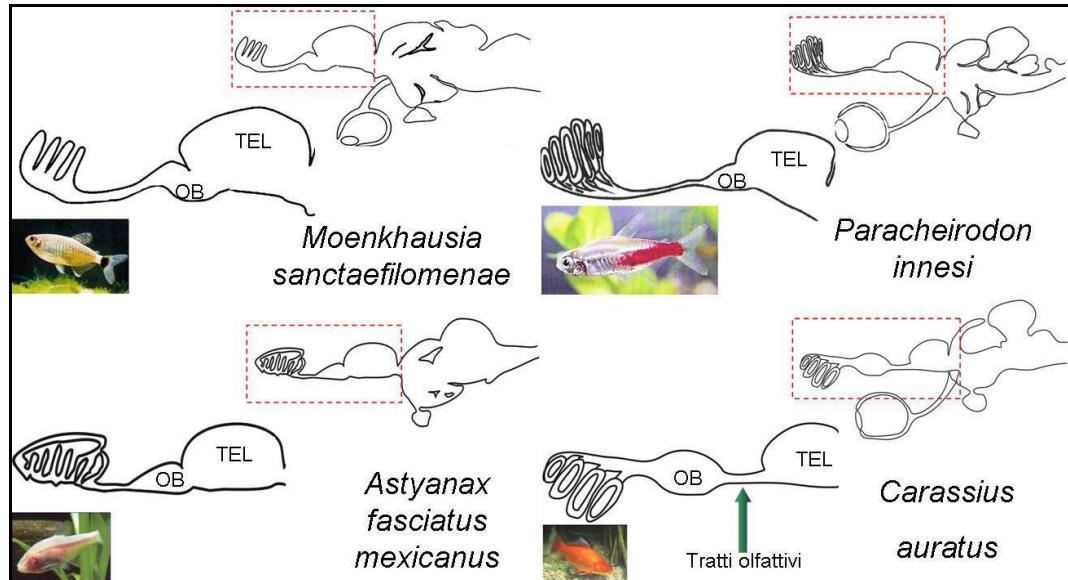 TEL
OB
Moenkhausia
sanctaefilomenae
TEL
OB
Paracheirodon
innesi
TEL
OB
Astyanax
fasciatus
mexicanus
OB
TEL
Tratti olfattivi
Carassius
auratus